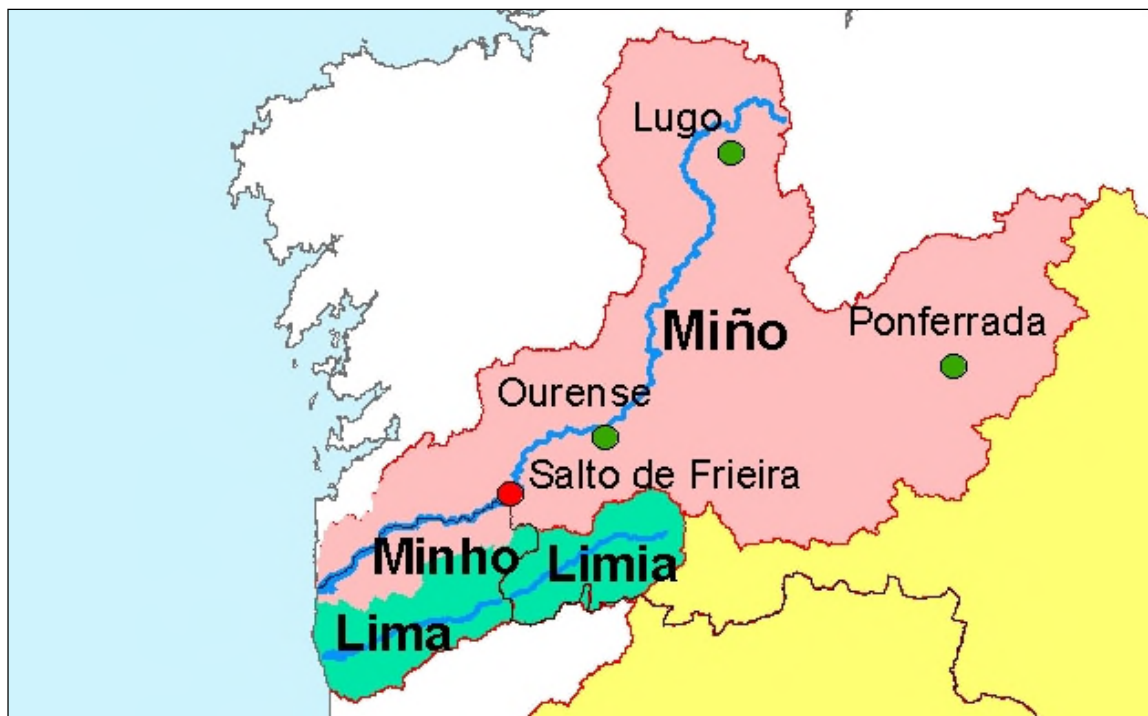 Lugo
Miño
Ponferrada
Ourense
Salto de Frieira
Minho
Limia
Lima